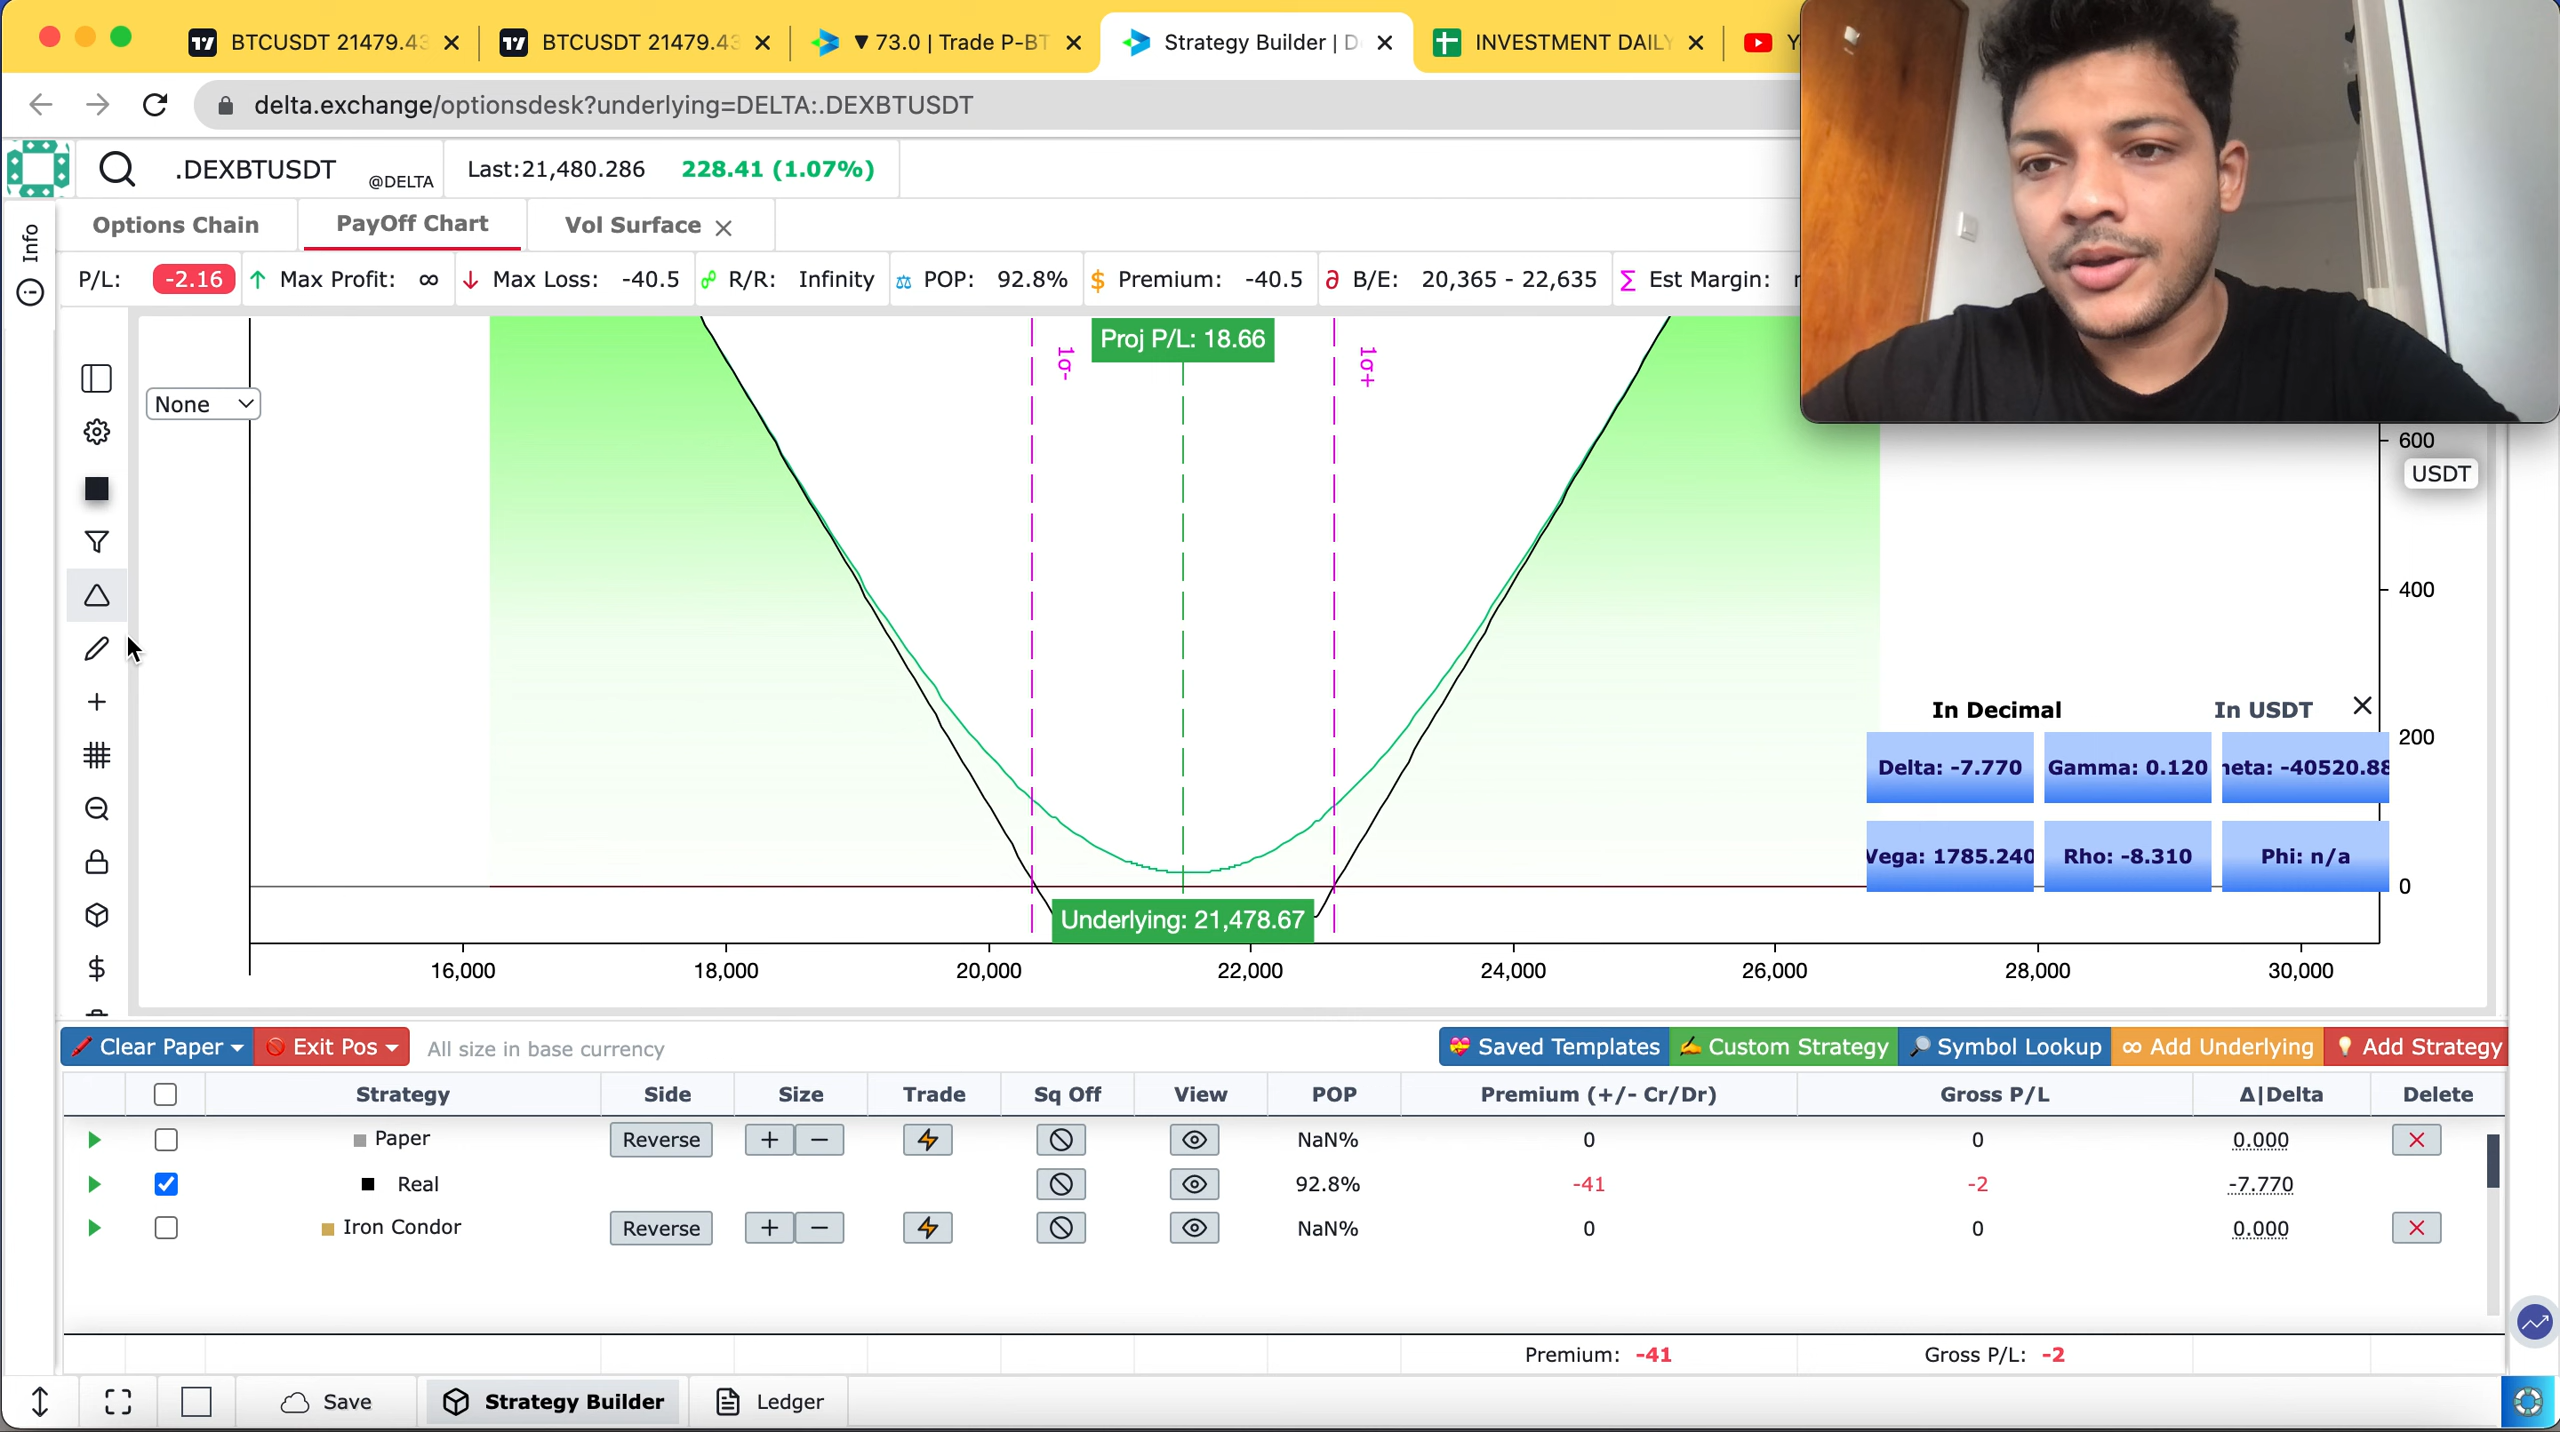 BTCUSDT 21479.43
BTCUSDT 21479.43
▼ 73.0 | Trade P-BT
Strategy Builder | D
INVESTMENT DAILY
Y
delta.exchange/optionsdesk?underlying=DELTA:.DEXBTUSDT
.DEXBTUSDT @DELTA
Last:21,480.286 228.41 (1.07%)
Info
Options Chain PayOff Chart Vol Surface
P/L: -2.16 Max Profit: ∞ Max Loss: -40.5 R/R: Infinity POP: 92.8% Premium: -40.5 B/E: 20,365 - 22,635 Est Margin:
Proj P/L: 18.66
1σ-
1σ+
None
600
USDT
400
In Decimal In USDT
200
Delta: -7.770 Gamma: 0.120 heta: -40520.88
Vega: 1785.240 Rho: -8.310 Phi: n/a
0
Underlying: 21,478.67
16,000 18,000 20,000 22,000 24,000 26,000 28,000 30,000
Clear Paper Exit Pos All size in base currency Saved Templates Custom Strategy Symbol Lookup Add Underlying Add Strategy
Strategy Side Size Trade Sq Off View POP Premium (+/- Cr/Dr) Gross P/L Δ|Delta Delete
Paper Reverse + − NaN% 0 0 0.000
Real 92.8% -41 -2 -7.770
Iron Condor Reverse + − NaN% 0 0 0.000
Premium: -41 Gross P/L: -2
Save Strategy Builder Ledger